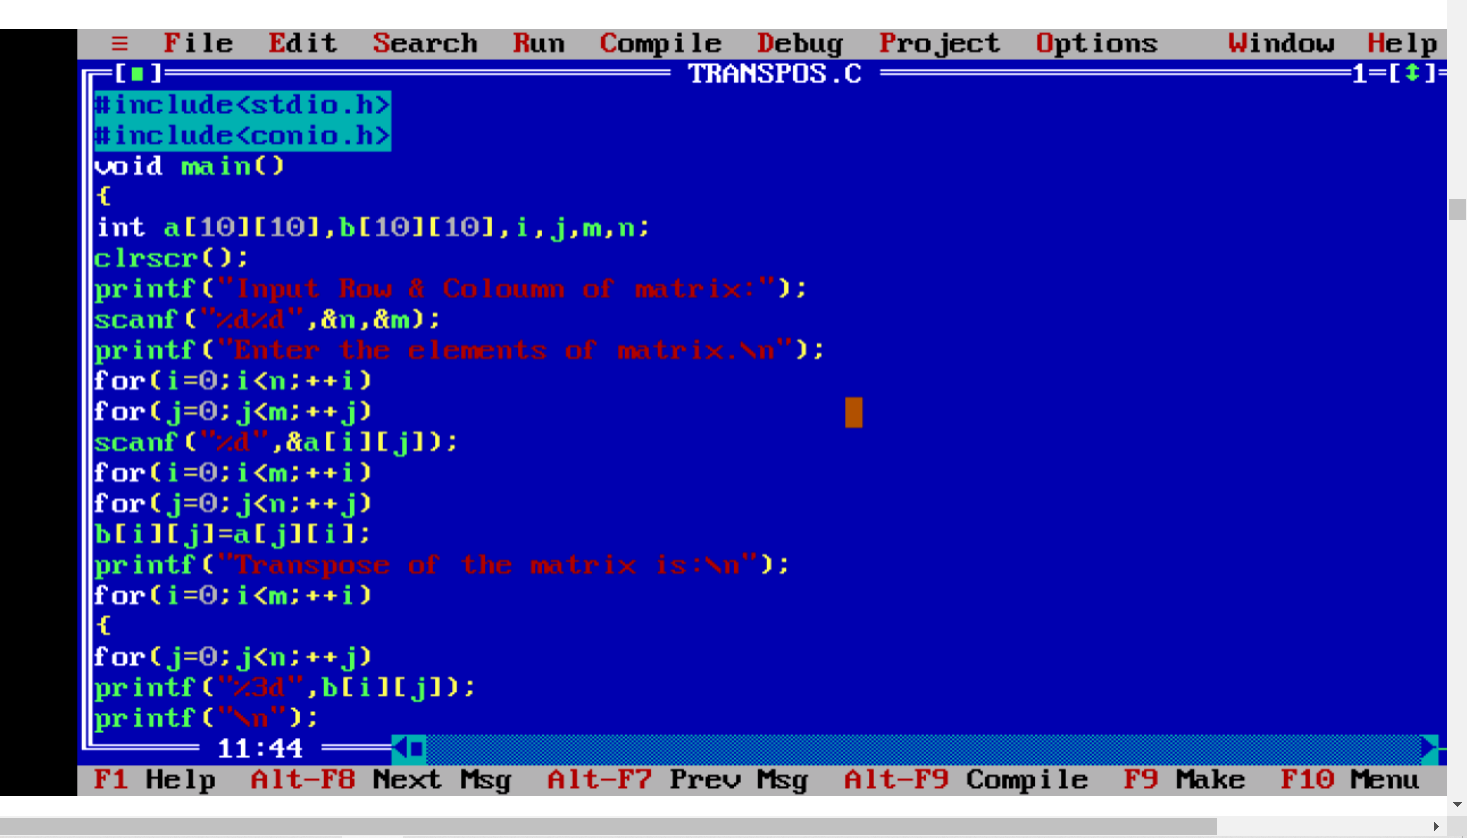 ≡ File Edit Search Run Compile Debug Project Options Window Help
[■] TRANSPOS.C 1=[↕]
#include<stdio.h>
#include<conio.h>
void main()
{
int a[10][10],b[10][10],i,j,m,n;
clrscr();
printf("Input Row & Coloumn of matrix:");
scanf("%d%d",&n,&m);
printf("Enter the elements of matrix.\n");
for(i=0;i<n;++i)
for(j=0;j<m;++j)
scanf("%d",&a[i][j]);
for(i=0;i<m;++i)
for(j=0;j<n;++j)
b[i][j]=a[j][i];
printf("Transpose of the matrix is:\n");
for(i=0;i<m;++i)
{
for(j=0;j<n;++j)
printf("%3d",b[i][j]);
printf("\n");
11:44
F1 Help Alt-F8 Next Msg Alt-F7 Prev Msg Alt-F9 Compile F9 Make F10 Menu